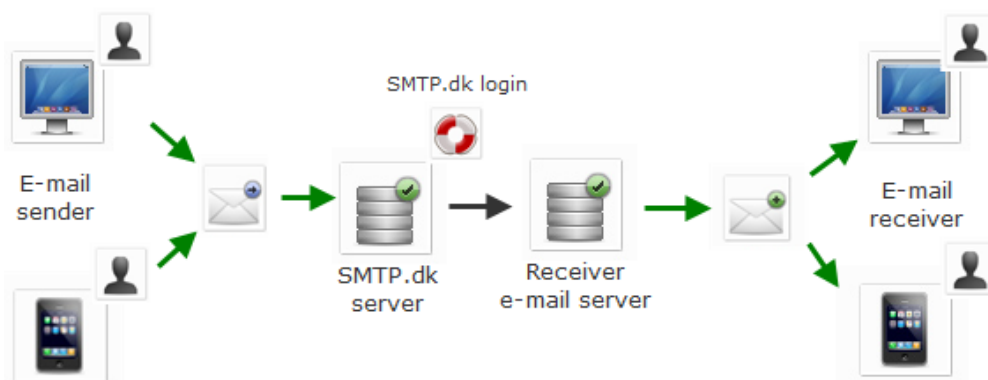 SMTP.dk login
E-mail
sender
SMTP.dk
server
Receiver
e-mail server
E-mail
receiver